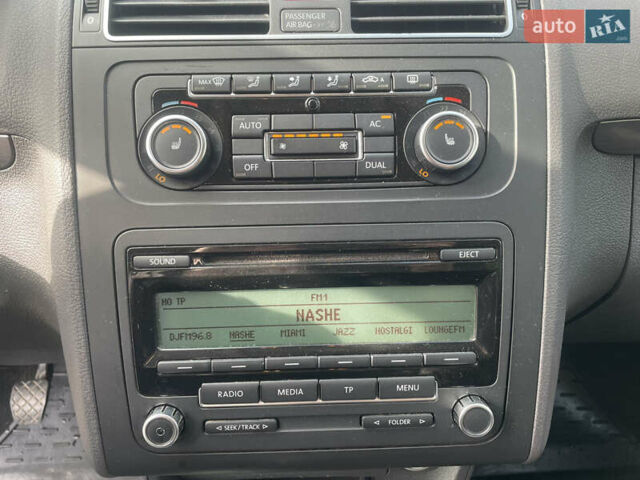 PASSENGER
AIR BAG
auto RIA .com
MAX A
AUTO AC
OFF DUAL
LO LO
SOUND EJECT
NO TP FM1
NASHE
DJFM96.8 NASHE MIAMI JAZZ NOSTALGI LOUNGEFM
RADIO MEDIA TP MENU
SEEK/TRACK FOLDER